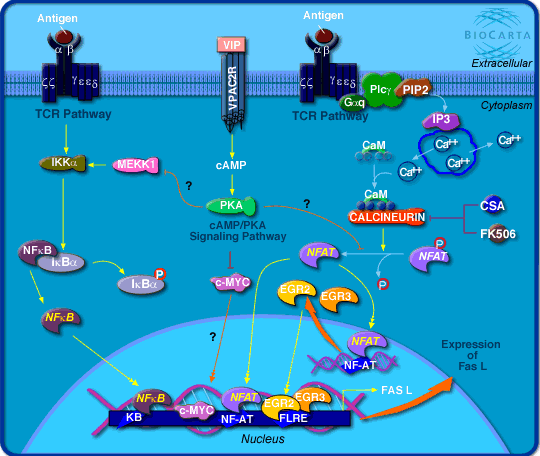 Antigen
α β
ζζ
γεεδ
TCR Pathway
VIP
VPAC2R
Antigen
α β
ζζ
γεεδ
TCR Pathway
Gαq
Plcγ
PIP2
BIOCARTA
Extracellular
Cytoplasm
IP3
Ca++
Ca++
Ca++
CaM
CaM
CALCINEURIN
CSA
FK506
IKKα
MEKK1
cAMP
?
PKA
?
cAMP/PKA
Signaling Pathway
NFκB
IκBα
IκBα
P
c-MYC
NFAT
P
NFAT
P
EGR2
EGR3
NFκB
?
NFAT
NF-AT
Expression
of
Fas L
NFκB
KB
c-MYC
NFAT
NF-AT
EGR2
EGR3
FLRE
FAS L
Nucleus